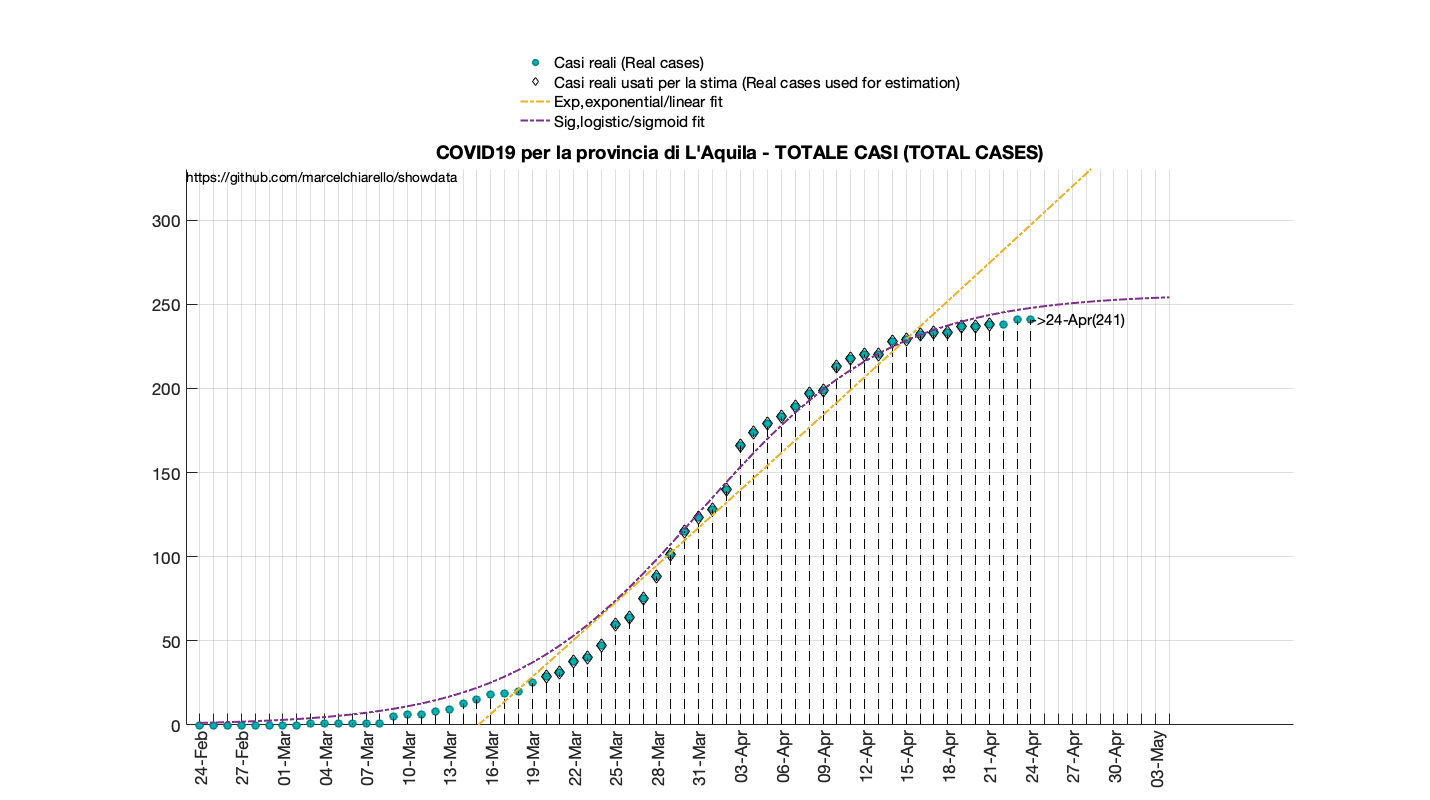 Casi reali (Real cases)
Casi reali usati per la stima (Real cases used for estimation)
Exp,exponential/linear fit
Sig,logistic/sigmoid fit
COVID19 per la provincia di L'Aquila - TOTALE CASI (TOTAL CASES)
https://github.com/marcelchiarello/showdata
300
250
200
150
100
50
0
->24-Apr(241)
24-Feb
27-Feb
01-Mar
04-Mar
07-Mar
10-Mar
13-Mar
16-Mar
19-Mar
22-Mar
25-Mar
28-Mar
31-Mar
03-Apr
06-Apr
09-Apr
12-Apr
15-Apr
18-Apr
21-Apr
24-Apr
27-Apr
30-Apr
03-May